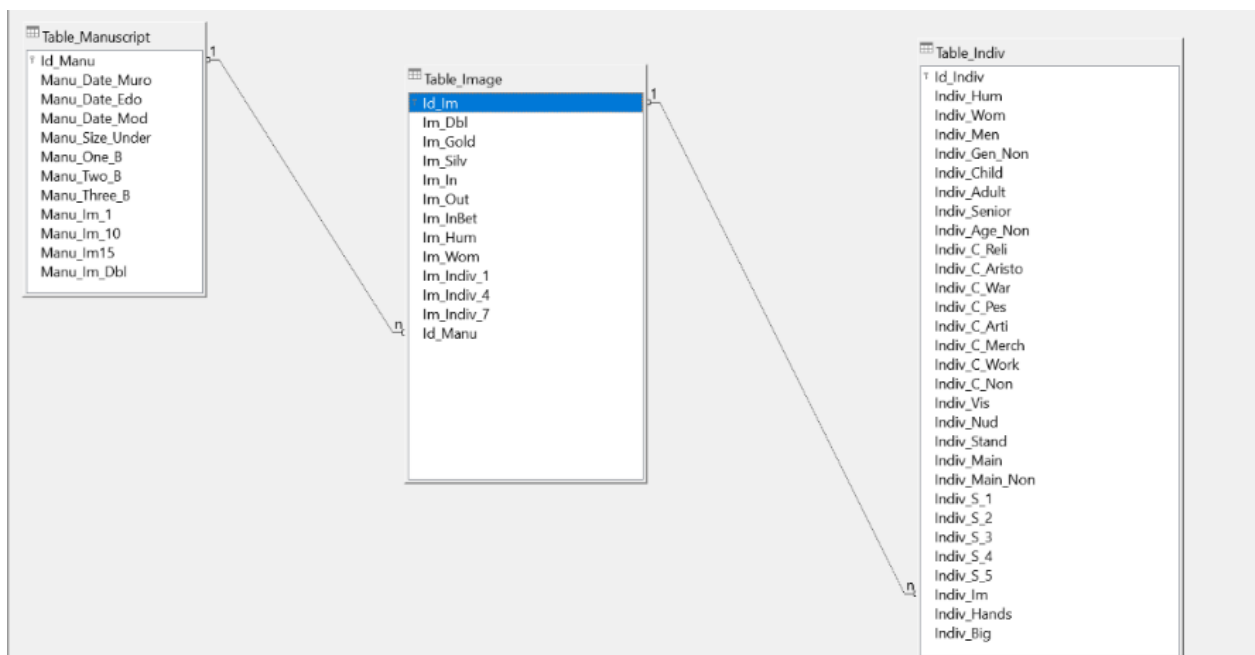 Table_Manuscript
Id_Manu
Manu_Date_Muro
Manu_Date_Edo
Manu_Date_Mod
Manu_Size_Under
Manu_One_B
Manu_Two_B
Manu_Three_B
Manu_Im_1
Manu_Im_10
Manu_Im15
Manu_Im_Dbl
1
n
Table_Image
Id_Im
Im_Dbl
Im_Gold
Im_Silv
Im_In
Im_Out
Im_InBet
Im_Hum
Im_Wom
Im_Indiv_1
Im_Indiv_4
Im_Indiv_7
Id_Manu
1
n
Table_Indiv
Id_Indiv
Indiv_Hum
Indiv_Wom
Indiv_Men
Indiv_Gen_Non
Indiv_Child
Indiv_Adult
Indiv_Senior
Indiv_Age_Non
Indiv_C_Reli
Indiv_C_Aristo
Indiv_C_War
Indiv_C_Pes
Indiv_C_Arti
Indiv_C_Merch
Indiv_C_Work
Indiv_C_Non
Indiv_Vis
Indiv_Nud
Indiv_Stand
Indiv_Main
Indiv_Main_Non
Indiv_S_1
Indiv_S_2
Indiv_S_3
Indiv_S_4
Indiv_S_5
Indiv_Im
Indiv_Hands
Indiv_Big